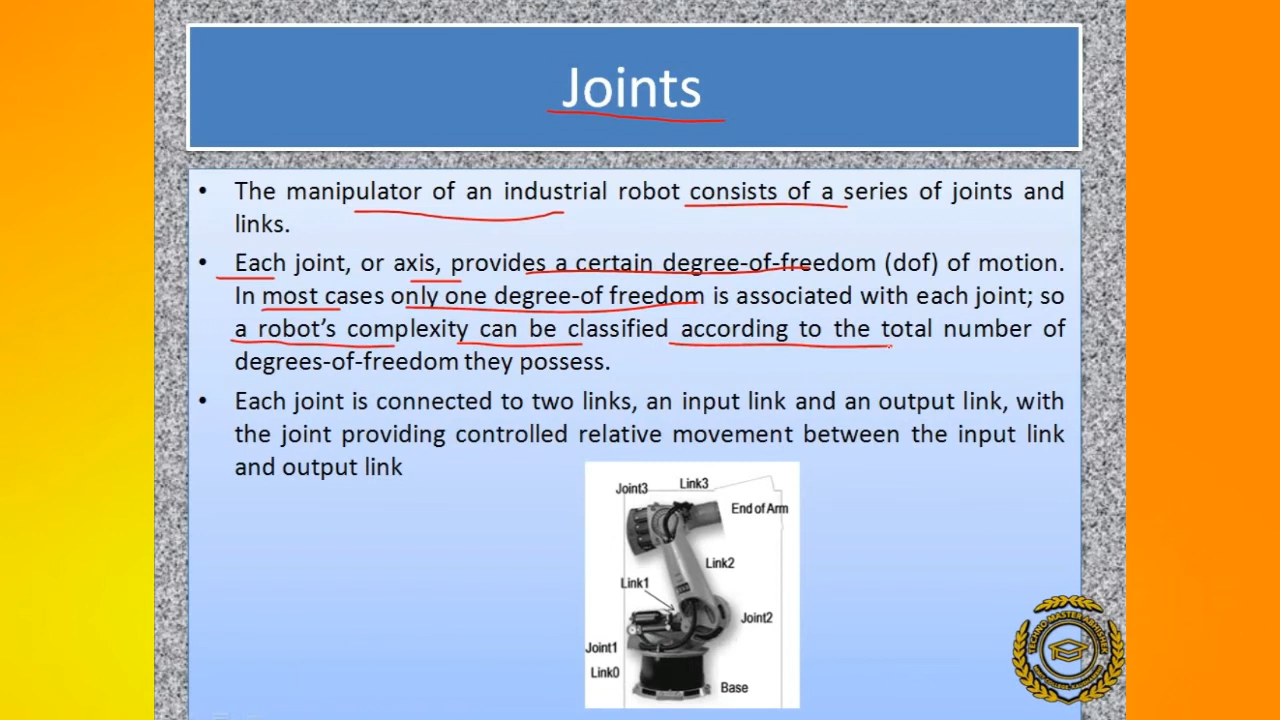 Joints
• The manipulator of an industrial robot consists of a series of joints and
links.
• Each joint, or axis, provides a certain degree-of-freedom (dof) of motion.
In most cases only one degree-of freedom is associated with each joint; so
a robot's complexity can be classified according to the total number of
degrees-of-freedom they possess.
• Each joint is connected to two links, an input link and an output link, with
the joint providing controlled relative movement between the input link
and output link
Joint3
Link3
End of Arm
Link2
Link1
Joint2
Joint1
Link0
Base
TECHNO MASTER ABHISHEK